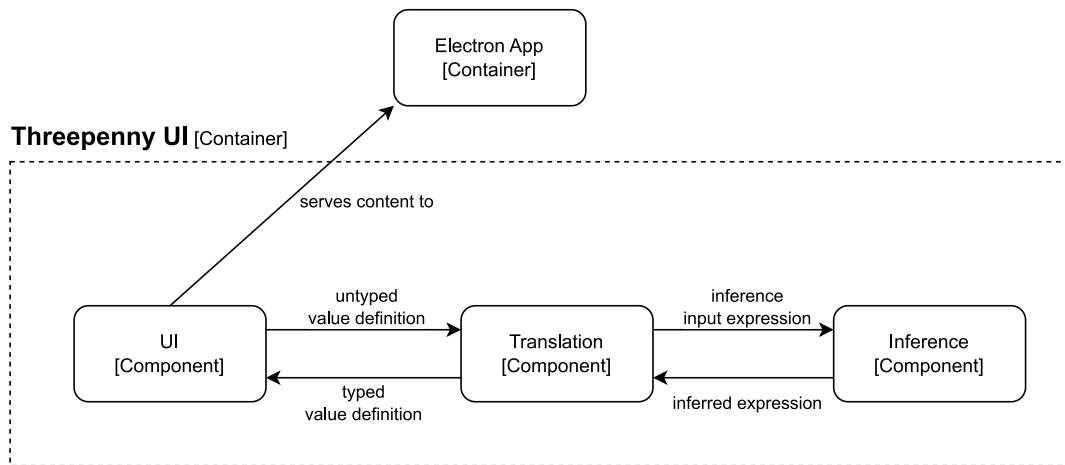 Electron App
[Container]
Threepenny UI [Container]
serves content to
untyped
value definition
inference
input expression
UI
[Component]
Translation
[Component]
Inference
[Component]
typed
value definition
inferred expression